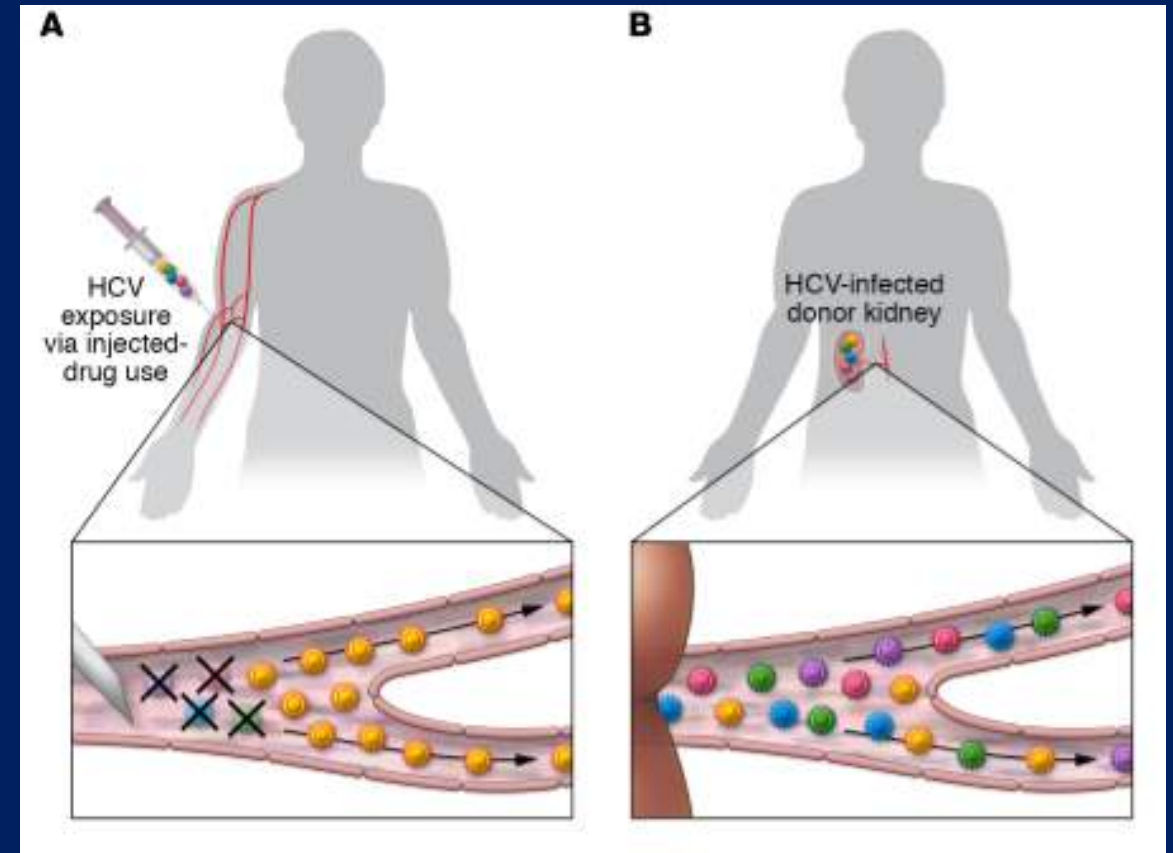 A
HCV
exposure
via injected-
drug use
B
HCV-infected
donor kidney